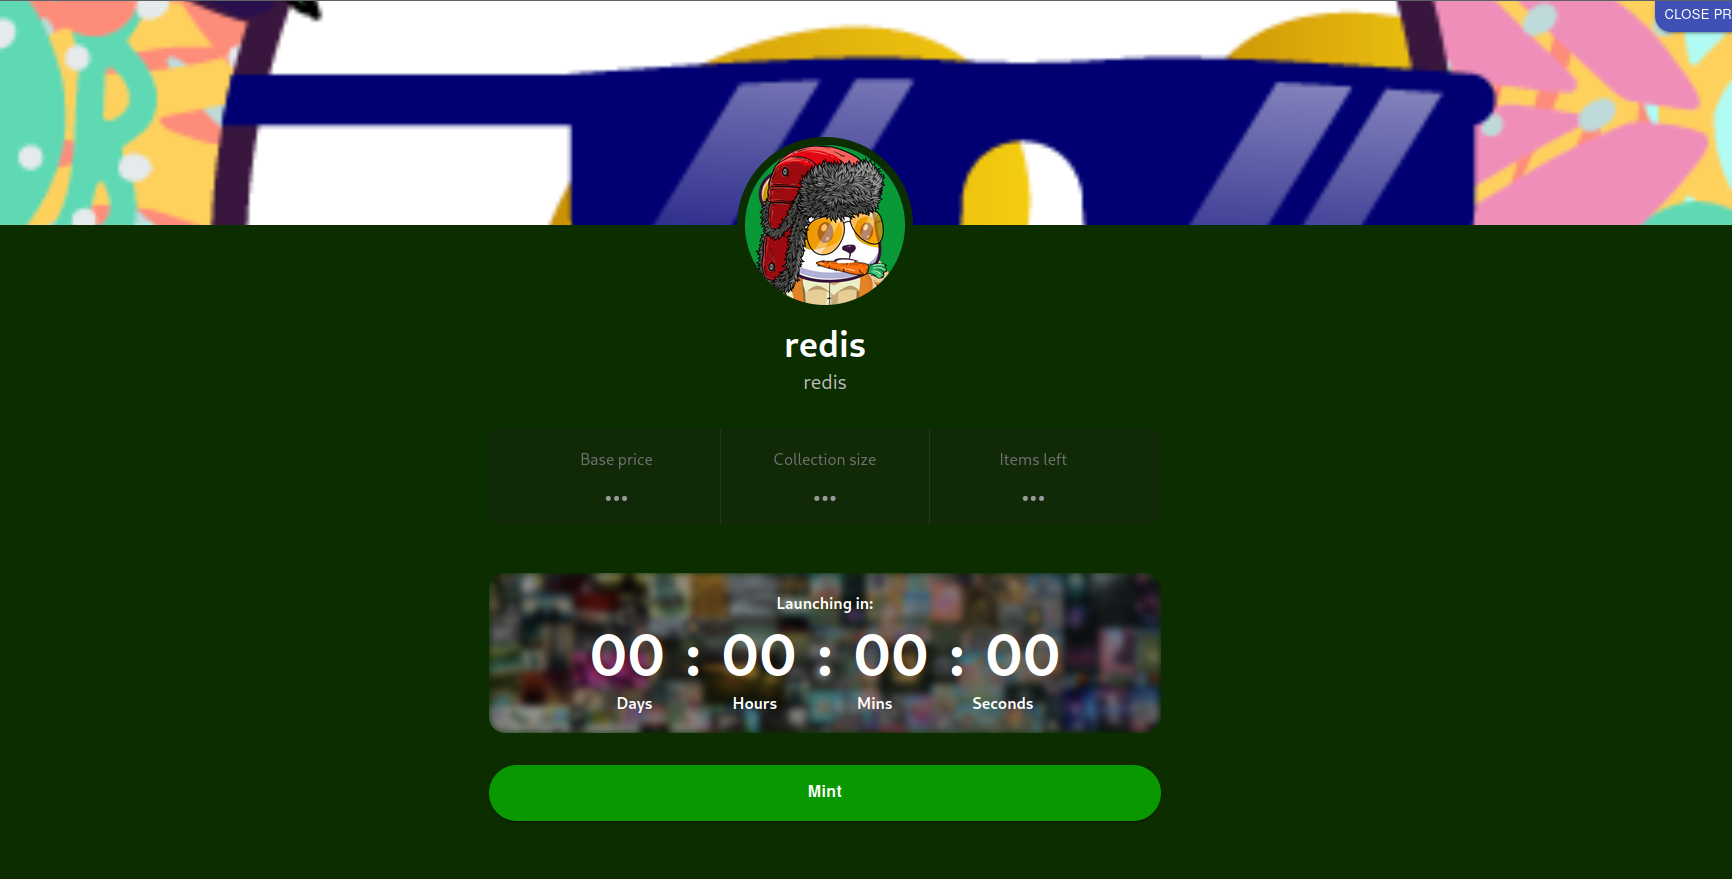 CLOSE PR
redis
redis
Base price Collection size Items left
••• ••• •••
Launching in:
00 : 00 : 00 : 00
Days Hours Mins Seconds
Mint